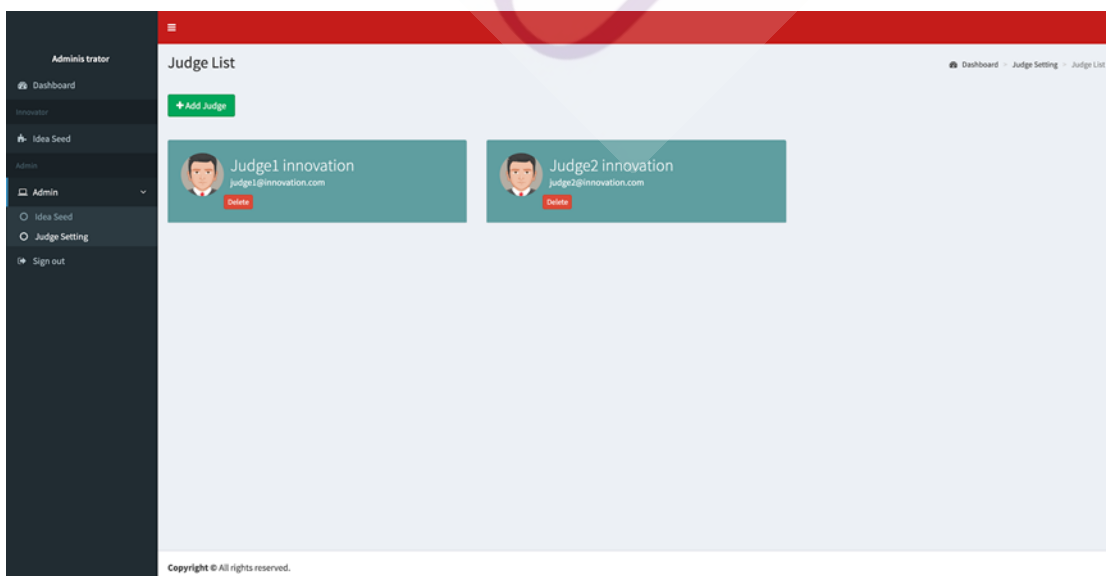 Adminis trator
Dashboard
Innovator
Idea Seed
Admin
Admin
Idea Seed
Judge Setting
Sign out
Judge List
Dashboard > Judge Setting > Judge List
+ Add Judge
Judge1 innovation
judge1@innovation.com
Delete
Judge2 innovation
judge2@innovation.com
Delete
Copyright © All rights reserved.